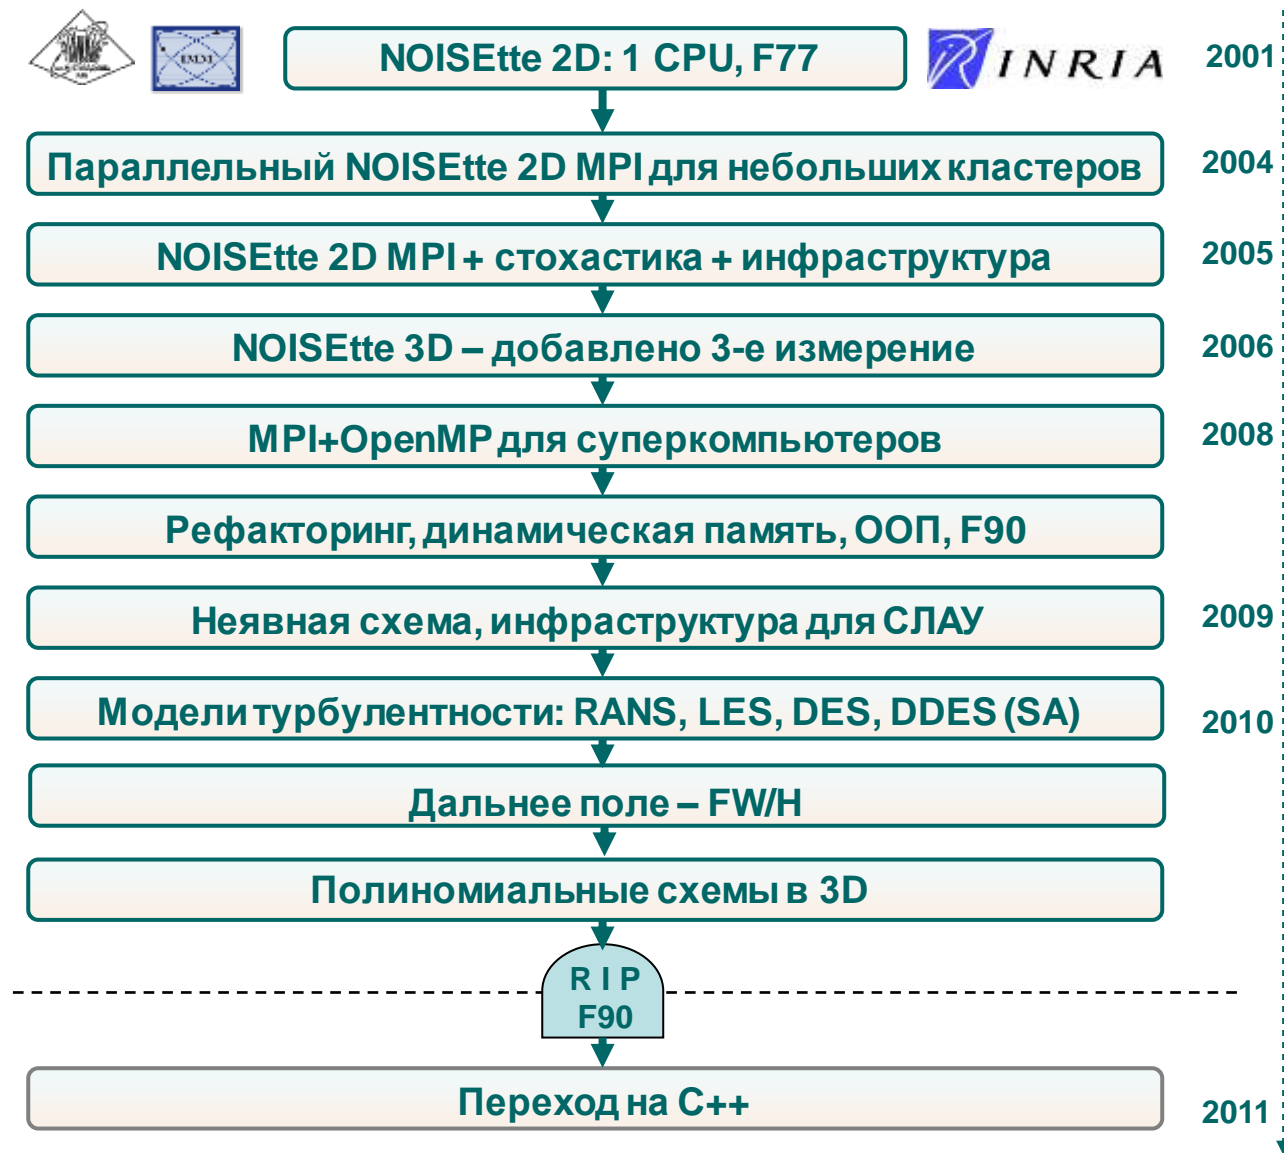 NOISEtte 2D: 1 CPU, F77
INRIA
2001
Параллельный NOISEtte 2D MPI для небольших кластеров
2004
NOISEtte 2D MPI + стохастика + инфраструктура
2005
NOISEtte 3D – добавлено 3-е измерение
2006
MPI+OpenMP для суперкомпьютеров
2008
Рефакторинг, динамическая память, ООП, F90
Неявная схема, инфраструктура для СЛАУ
2009
Модели турбулентности: RANS, LES, DES, DDES (SA)
2010
Дальнее поле – FW/H
Полиномиальные схемы в 3D
R I P
F90
Переход на C++
2011